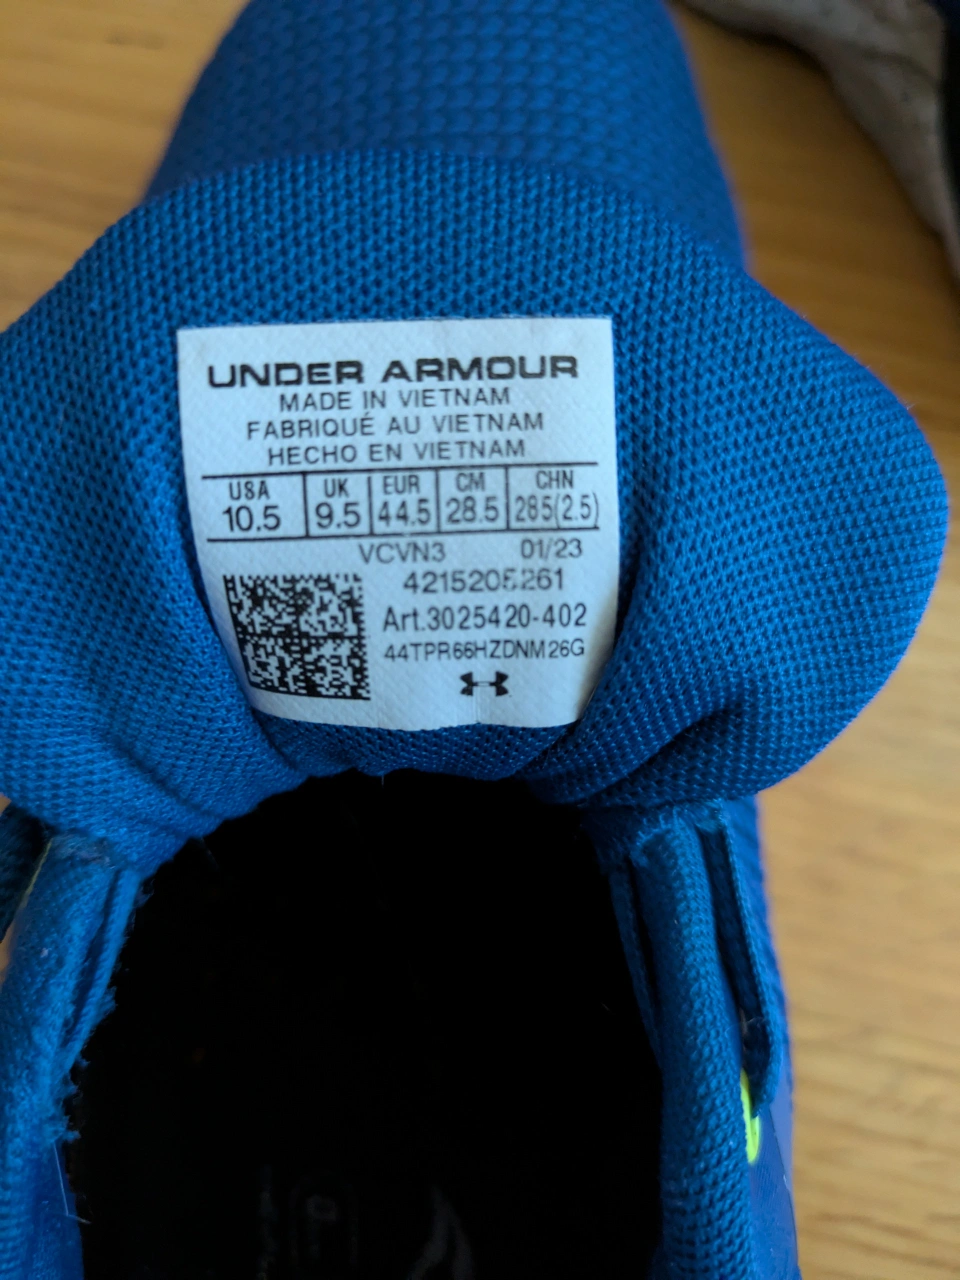 UNDER ARMOUR
MADE IN VIETNAM
FABRIQUÉ AU VIETNAM
HECHO EN VIETNAM
USA UK EUR CM CHN
10.5 9.5 44.5 28.5 285(2.5)
VCVN3 01/23
4215205261
Art.3025420-402
44TPR66HZDNM26G